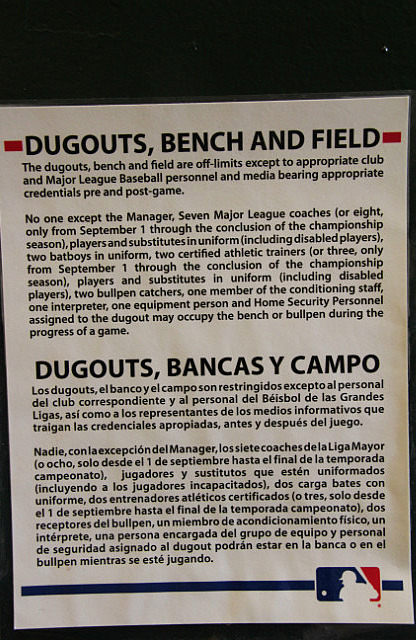 DUGOUTS, BENCH AND FIELD
The dugouts, bench and field are off-limits except to appropriate club
and Major League Baseball personnel and media bearing appropriate
credentials pre and post-game.
No one except the Manager, Seven Major League coaches (or eight,
only from September 1 through the conclusion of the championship
season), players and substitutes in uniform (including disabled players),
two batboys in uniform, two certified athletic trainers (or three, only
from September 1 through the conclusion of the championship
season), players and substitutes in uniform (including disabled
players), two bullpen catchers, one member of the conditioning staff,
one interpreter, one equipment person and Home Security Personnel
assigned to the dugout may occupy the bench or bullpen during the
progress of a game.
DUGOUTS, BANCAS Y CAMPO
Los dugouts, el banco y el campo son restringidos excepto al personal
del club correspondiente y al personal del Béisbol de las Grandes
Ligas, así como a los representantes de los medios informativos que
traigan las credenciales apropiadas, antes y después del juego.
Nadie, con la excepción del Manager, los siete coaches de la Liga Mayor
(o ocho, solo desde el 1 de septiembre hasta el final de la temporada
campeonato), jugadores y sustitutos que estén uniformados
(incluyendo a los jugadores incapacitados), dos carga bates con
uniforme, dos entrenadores atléticos certificados (o tres, solo desde
el 1 de septiembre hasta el final de la temporada campeonato), dos
receptores del bullpen, un miembro de acondicionamiento físico, un
intérprete, una persona encargada del grupo de equipo y personal
de seguridad asignado al dugout podrán estar en la banca o en el
bullpen mientras se esté jugando.